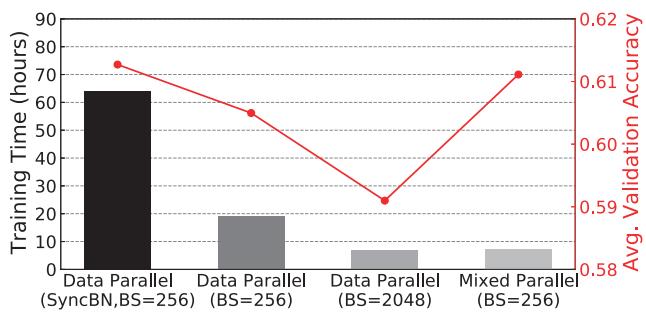 90
80
70
60
50
40
30
20
10
0
Training Time (hours)
0.62
0.61
0.60
0.59
0.58
Avg. Validation Accuracy
Data Parallel
(SyncBN,BS=256)
Data Parallel
(BS=256)
Data Parallel
(BS=2048)
Mixed Parallel
(BS=256)